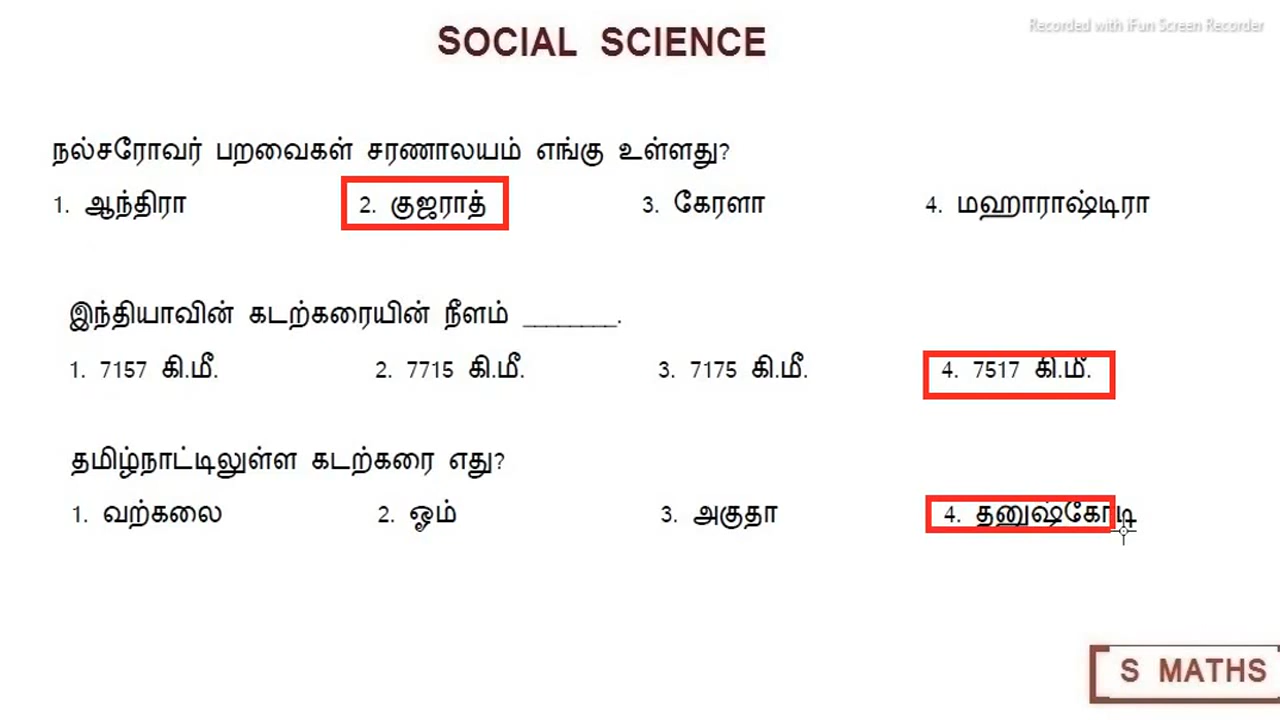 Recorded with iFun Screen Recorder
SOCIAL SCIENCE
நல்சரோவர் பறவைகள் சரணாலயம் எங்கு உள்ளது?
1. ஆந்திரா 2. குஜராத் 3. கேரளா 4. மஹாராஷ்டிரா
இந்தியாவின் கடற்கரையின் நீளம் ________.
1. 7157 கி.மீ. 2. 7715 கி.மீ. 3. 7175 கி.மீ. 4. 7517 கி.மீ.
தமிழ்நாட்டிலுள்ள கடற்கரை எது?
1. வற்கலை 2. ஓம் 3. அகுதா 4. தனுஷ்கோடி
S MATHS